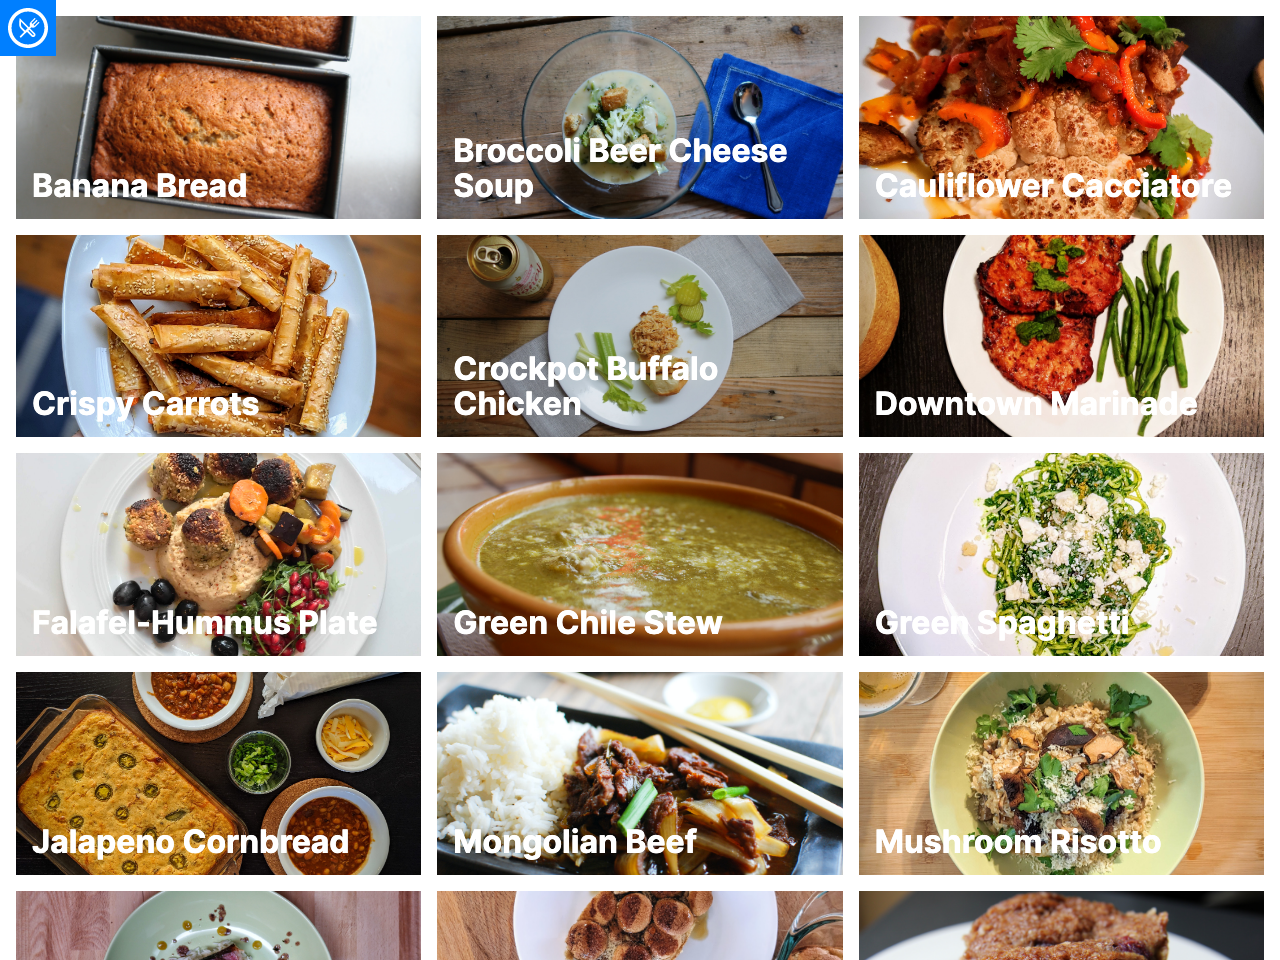 Banana Bread
Broccoli Beer Cheese
Soup
Cauliflower Cacciatore
Crispy Carrots
Crockpot Buffalo
Chicken
Downtown Marinade
Falafel-Hummus Plate
Green Chile Stew
Green Spaghetti
Jalapeno Cornbread
Mongolian Beef
Mushroom Risotto